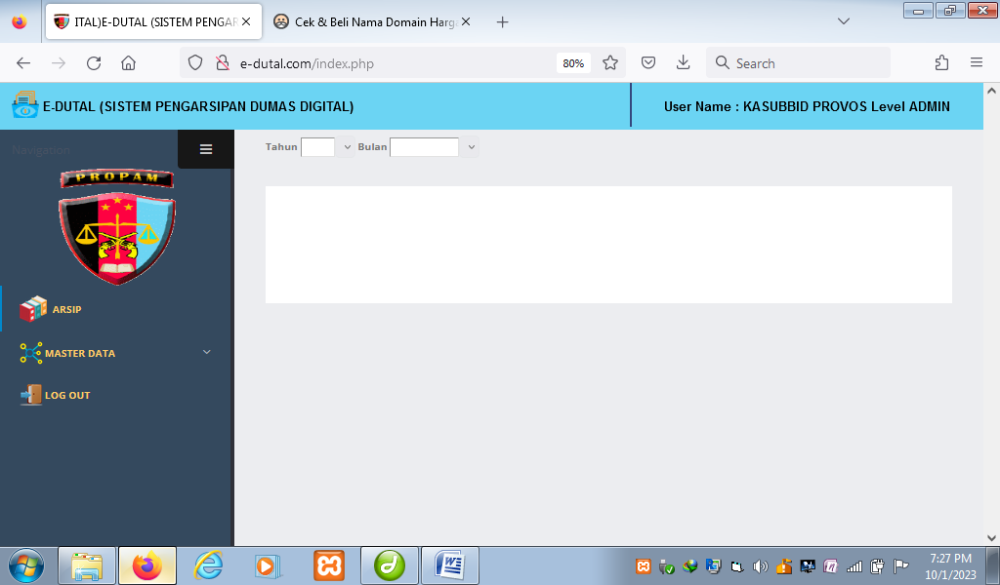 ITAL)E-DUTAL (SISTEM PENGAR
Cek & Beli Nama Domain Harga
e-dutal.com/index.php
80%
Search
E-DUTAL (SISTEM PENGARSIPAN DUMAS DIGITAL)
User Name : KASUBBID PROVOS Level ADMIN
Navigation
Tahun
Bulan
PROPAM
ARSIP
MASTER DATA
LOG OUT
7:27 PM
10/1/2023